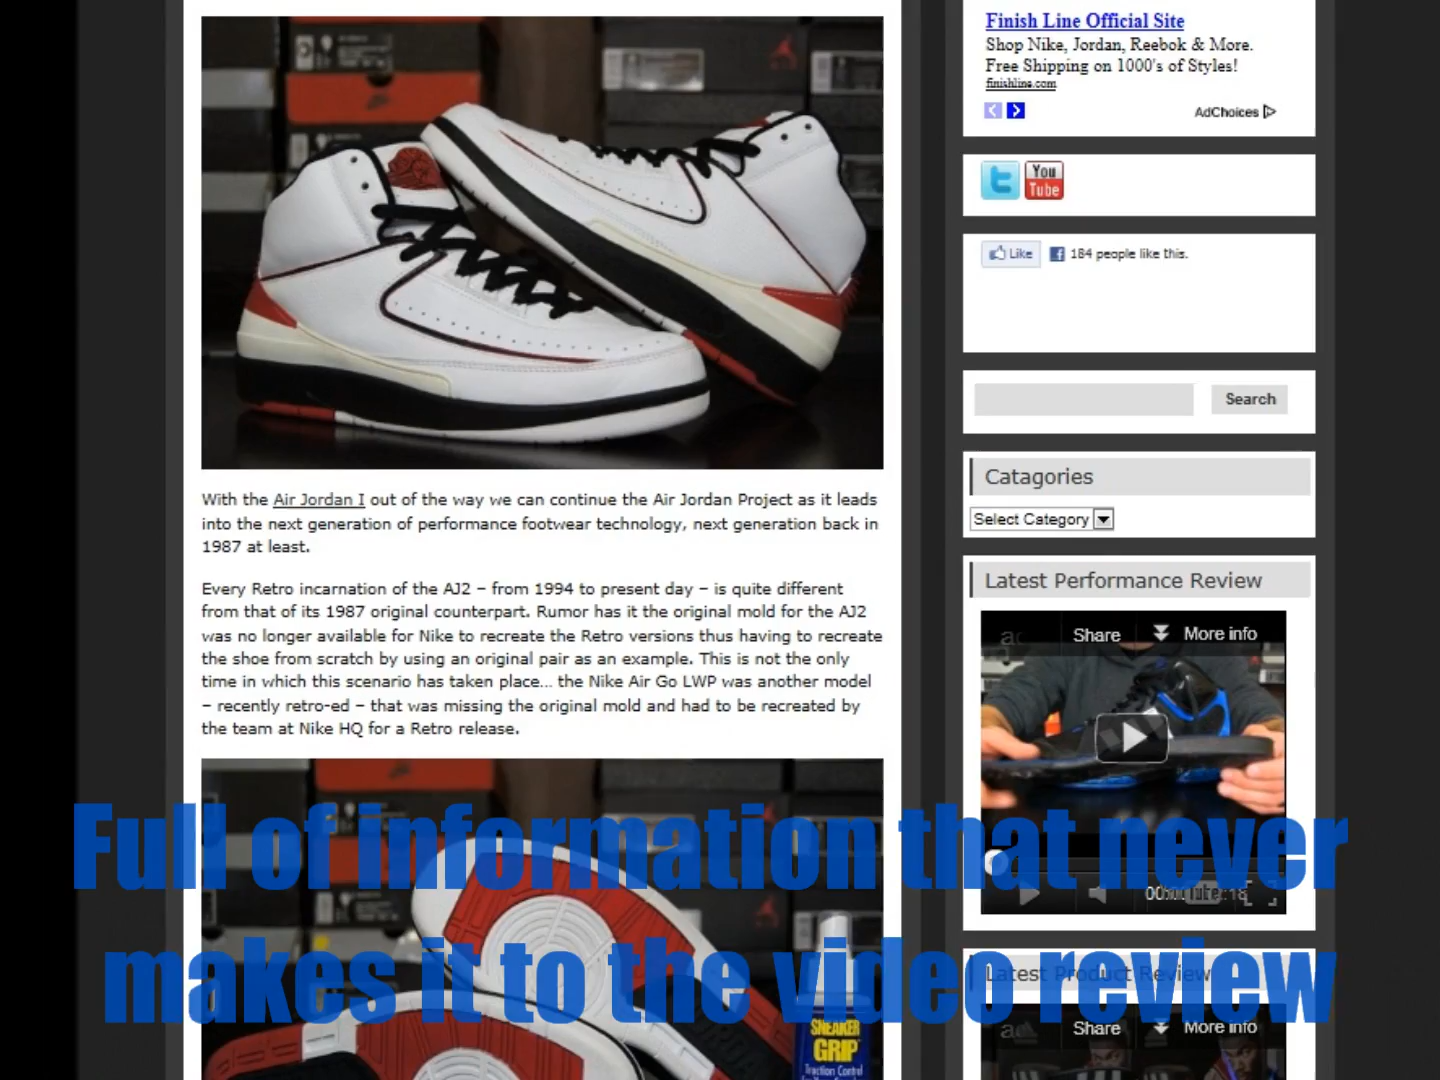 Finish Line Official Site
Shop Nike, Jordan, Reebok & More.
Free Shipping on 1000's of Styles!
finishline.com
AdChoices
You
Tube
Like
184 people like this.
Search
Catagories
Select Category
Latest Performance Review
Share
More info
With the Air Jordan I out of the way we can continue the Air Jordan Project as it leads
into the next generation of performance footwear technology, next generation back in
1987 at least.
Every Retro incarnation of the AJ2 – from 1994 to present day – is quite different
from that of its 1987 original counterpart. Rumor has it the original mold for the AJ2
was no longer available for Nike to recreate the Retro versions thus having to recreate
the shoe from scratch by using an original pair as an example. This is not the only
time in which this scenario has taken place... the Nike Air Go LWP was another model
– recently retro-ed – that was missing the original mold and had to be recreated by
the team at Nike HQ for a Retro release.
Full of information that never
makes it to the video review
Latest Product Review
Share
More info
SNEAKER
GRIP
Traction Control